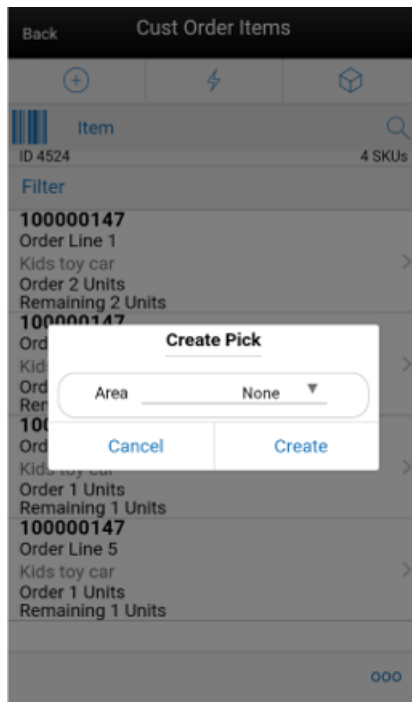 Back Cust Order Items
Item
ID 4524 4 SKUs
Filter
100000147
Order Line 1
Kids toy car
Order 2 Units
Remaining 2 Units
100000147
Create Pick
Area None
Cancel Create
Order 1 Units
Remaining 1 Units
100000147
Order Line 5
Kids toy car
Order 1 Units
Remaining 1 Units